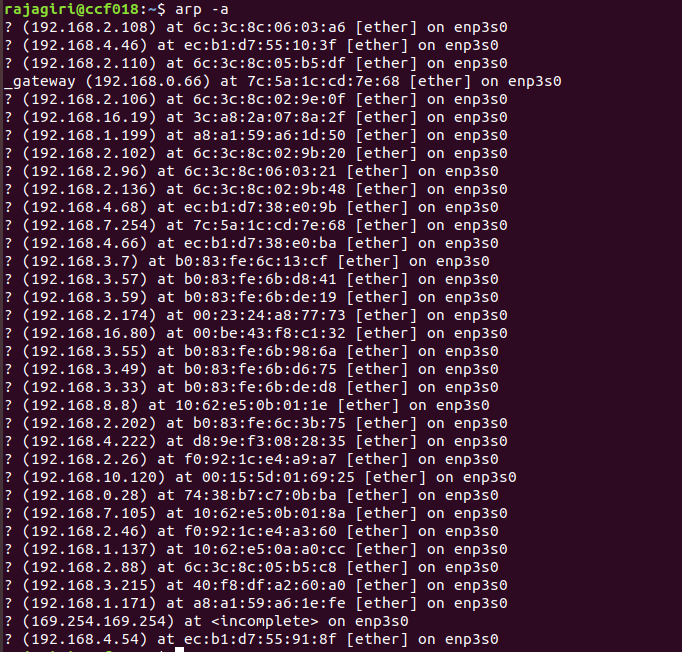 rajagiri@ccf018:~$ arp -a
? (192.168.2.108) at 6c:3c:8c:06:03:a6 [ether] on enp3s0
? (192.168.4.46) at ec:b1:d7:55:10:3f [ether] on enp3s0
? (192.168.2.110) at 6c:3c:8c:05:b5:df [ether] on enp3s0
_gateway (192.168.0.66) at 7c:5a:1c:cd:7e:68 [ether] on enp3s0
? (192.168.2.106) at 6c:3c:8c:02:9e:0f [ether] on enp3s0
? (192.168.16.19) at 3c:a8:2a:07:8a:2f [ether] on enp3s0
? (192.168.1.199) at a8:a1:59:a6:1d:50 [ether] on enp3s0
? (192.168.2.102) at 6c:3c:8c:02:9b:20 [ether] on enp3s0
? (192.168.2.96) at 6c:3c:8c:06:03:21 [ether] on enp3s0
? (192.168.2.136) at 6c:3c:8c:02:9b:48 [ether] on enp3s0
? (192.168.4.68) at ec:b1:d7:38:e0:9b [ether] on enp3s0
? (192.168.7.254) at 7c:5a:1c:cd:7e:68 [ether] on enp3s0
? (192.168.4.66) at ec:b1:d7:38:e0:ba [ether] on enp3s0
? (192.168.3.7) at b0:83:fe:6c:13:cf [ether] on enp3s0
? (192.168.3.57) at b0:83:fe:6b:d8:41 [ether] on enp3s0
? (192.168.3.59) at b0:83:fe:6b:de:19 [ether] on enp3s0
? (192.168.2.174) at 00:23:24:a8:77:73 [ether] on enp3s0
? (192.168.16.80) at 00:be:43:f8:c1:32 [ether] on enp3s0
? (192.168.3.55) at b0:83:fe:6b:98:6a [ether] on enp3s0
? (192.168.3.49) at b0:83:fe:6b:d6:75 [ether] on enp3s0
? (192.168.3.33) at b0:83:fe:6b:de:d8 [ether] on enp3s0
? (192.168.8.8) at 10:62:e5:0b:01:1e [ether] on enp3s0
? (192.168.2.202) at b0:83:fe:6c:3b:75 [ether] on enp3s0
? (192.168.4.222) at d8:9e:f3:08:28:35 [ether] on enp3s0
? (192.168.2.26) at f0:92:1c:e4:a9:a7 [ether] on enp3s0
? (192.168.10.120) at 00:15:5d:01:69:25 [ether] on enp3s0
? (192.168.0.28) at 74:38:b7:c7:0b:ba [ether] on enp3s0
? (192.168.7.105) at 10:62:e5:0b:01:8a [ether] on enp3s0
? (192.168.2.46) at f0:92:1c:e4:a3:60 [ether] on enp3s0
? (192.168.1.137) at 10:62:e5:0a:a0:cc [ether] on enp3s0
? (192.168.2.88) at 6c:3c:8c:05:b5:c8 [ether] on enp3s0
? (192.168.3.215) at 40:f8:df:a2:60:a0 [ether] on enp3s0
? (192.168.1.171) at a8:a1:59:a6:1e:fe [ether] on enp3s0
? (169.254.169.254) at <incomplete> on enp3s0
? (192.168.4.54) at ec:b1:d7:55:91:8f [ether] on enp3s0